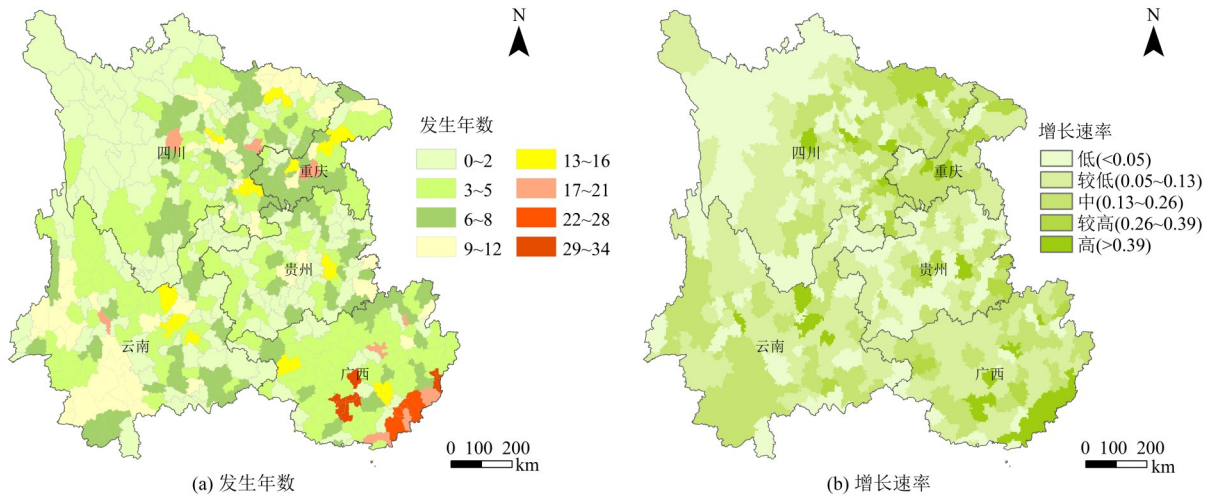 N
发生年数
0~2
13~16
3~5
17~21
6~8
22~28
9~12
29~34
四川
重庆
贵州
云南
广西
0 100 200
km
(a) 发生年数
N
增长速率
低(<0.05)
较低(0.05~0.13)
中(0.13~0.26)
较高(0.26~0.39)
高(>0.39)
四川
重庆
贵州
云南
广西
0 100 200
km
(b) 增长速率